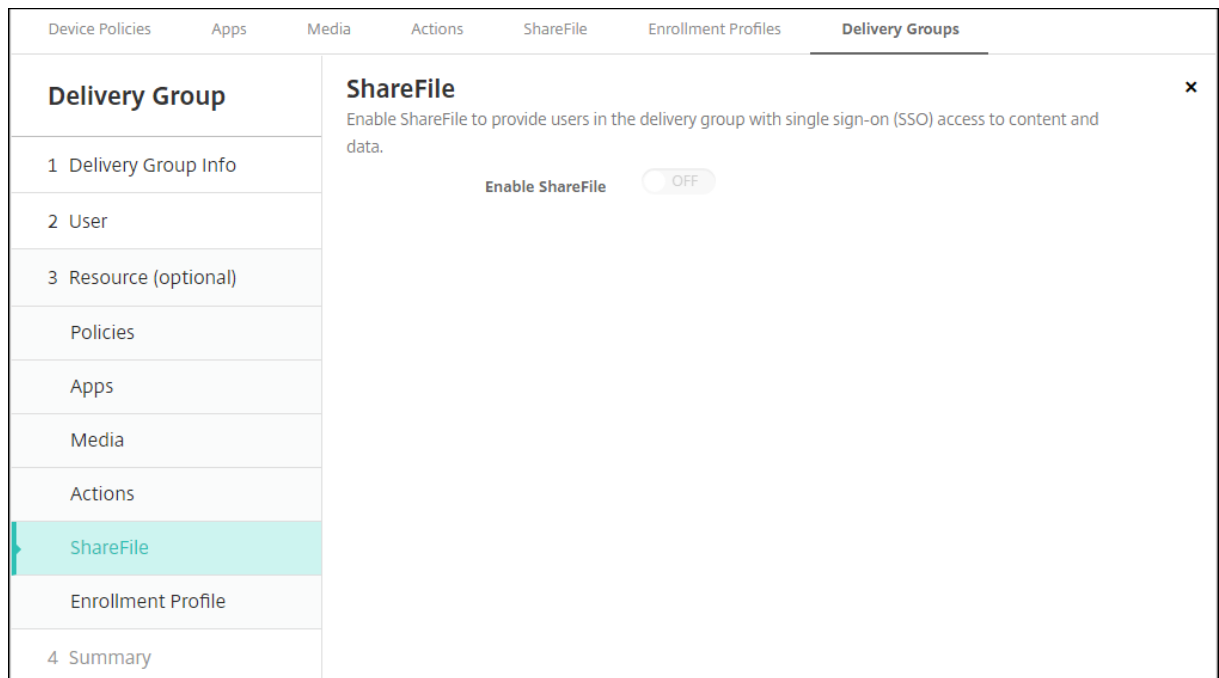 Device Policies Apps Media Actions ShareFile Enrollment Profiles Delivery Groups
Delivery Group
1 Delivery Group Info
2 User
3 Resource (optional)
Policies
Apps
Media
Actions
ShareFile
Enrollment Profile
4 Summary
ShareFile
Enable ShareFile to provide users in the delivery group with single sign-on (SSO) access to content and
data.
Enable ShareFile OFF